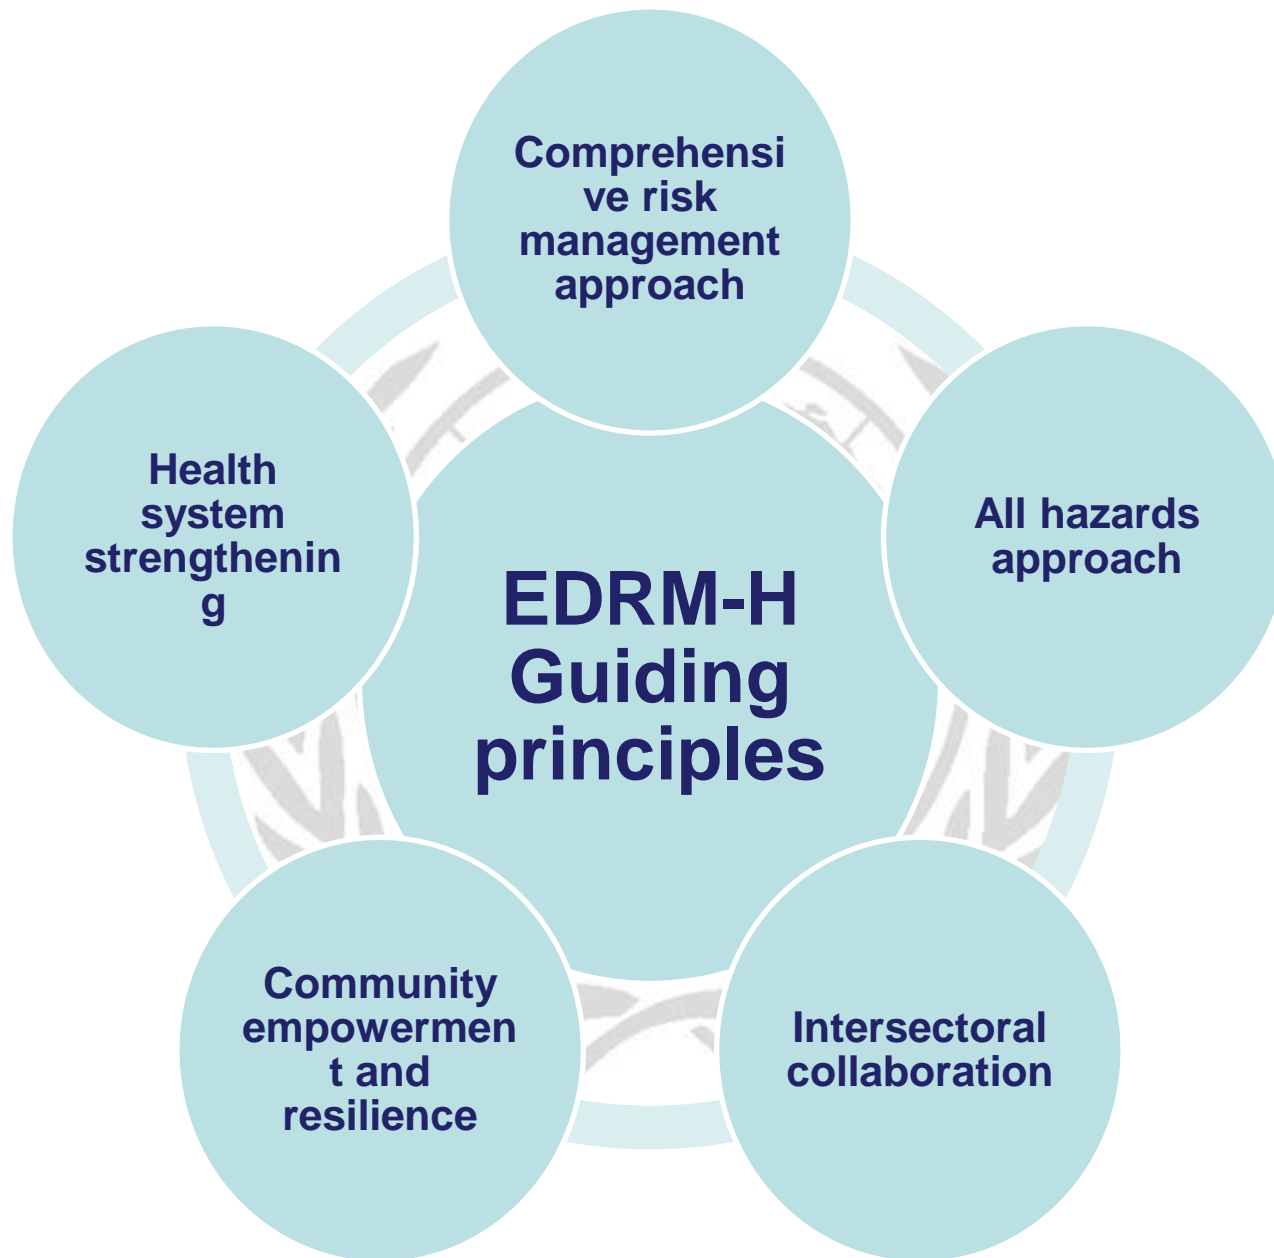 Comprehensi
ve risk
management
approach
All hazards
approach
Intersectoral
collaboration
Community
empowermen
t and
resilience
Health
system
strengthenin
g
EDRM-H
Guiding
principles